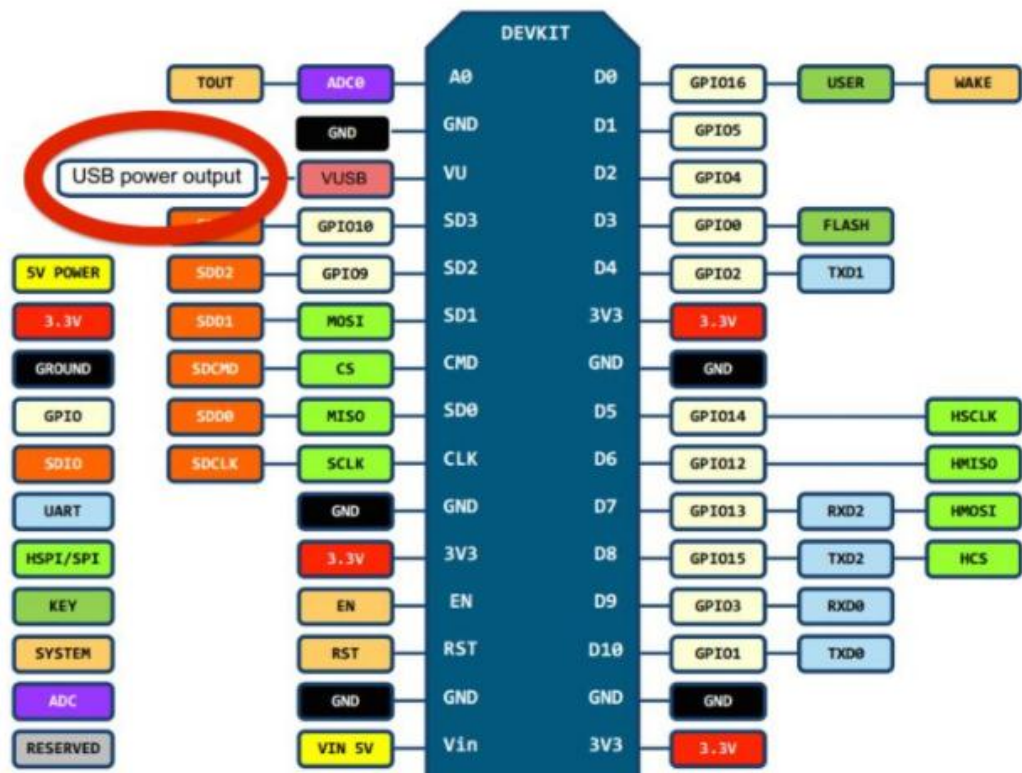 DEVKIT
TOUT ADC0 A0 D0 GPIO16 USER WAKE
GND GND D1 GPIO5
USB power output VUSB VU D2 GPIO4
GPIO10 SD3 D3 GPIO0 FLASH
5V POWER SDD2 GPIO9 SD2 D4 GPIO2 TXD1
3.3V SDD1 MOSI SD1 3V3 3.3V
GROUND SDCMD CS CMD GND GND
GPIO SDD0 MISO SD0 D5 GPIO14 HSCLK
SDIO SDCLK SCLK CLK D6 GPIO12 HMISO
UART GND GND D7 GPIO13 RXD2 HMOSI
HSPI/SPI 3.3V 3V3 D8 GPIO15 TXD2 HCS
KEY EN EN D9 GPIO3 RXD0
SYSTEM RST RST D10 GPIO1 TXD0
ADC GND GND GND GND
RESERVED VIN 5V Vin 3V3 3.3V